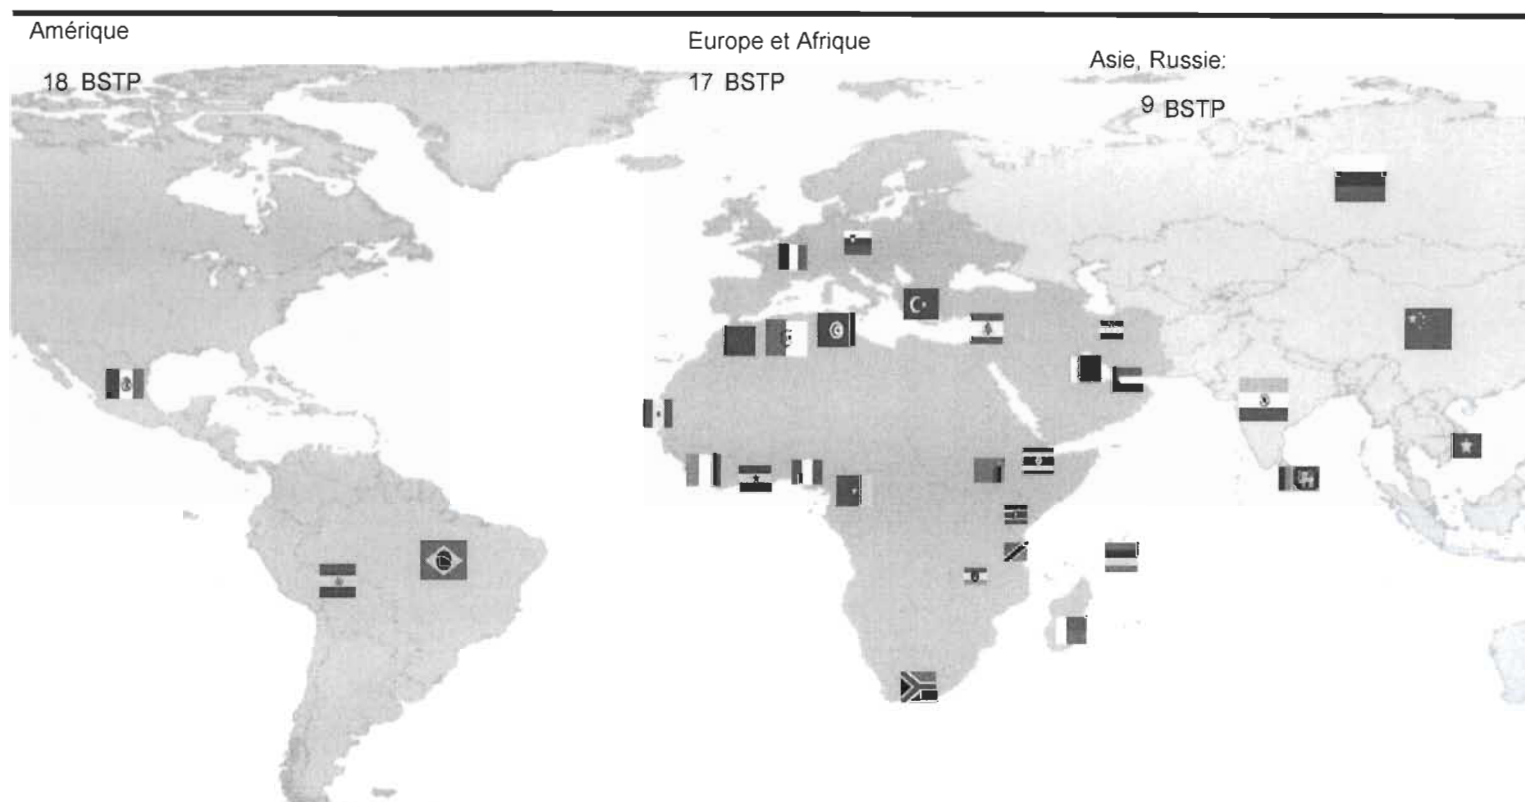 Amérique
18 BSTP
Europe et Afrique
17 BSTP
Asie, Russie:
9 BSTP